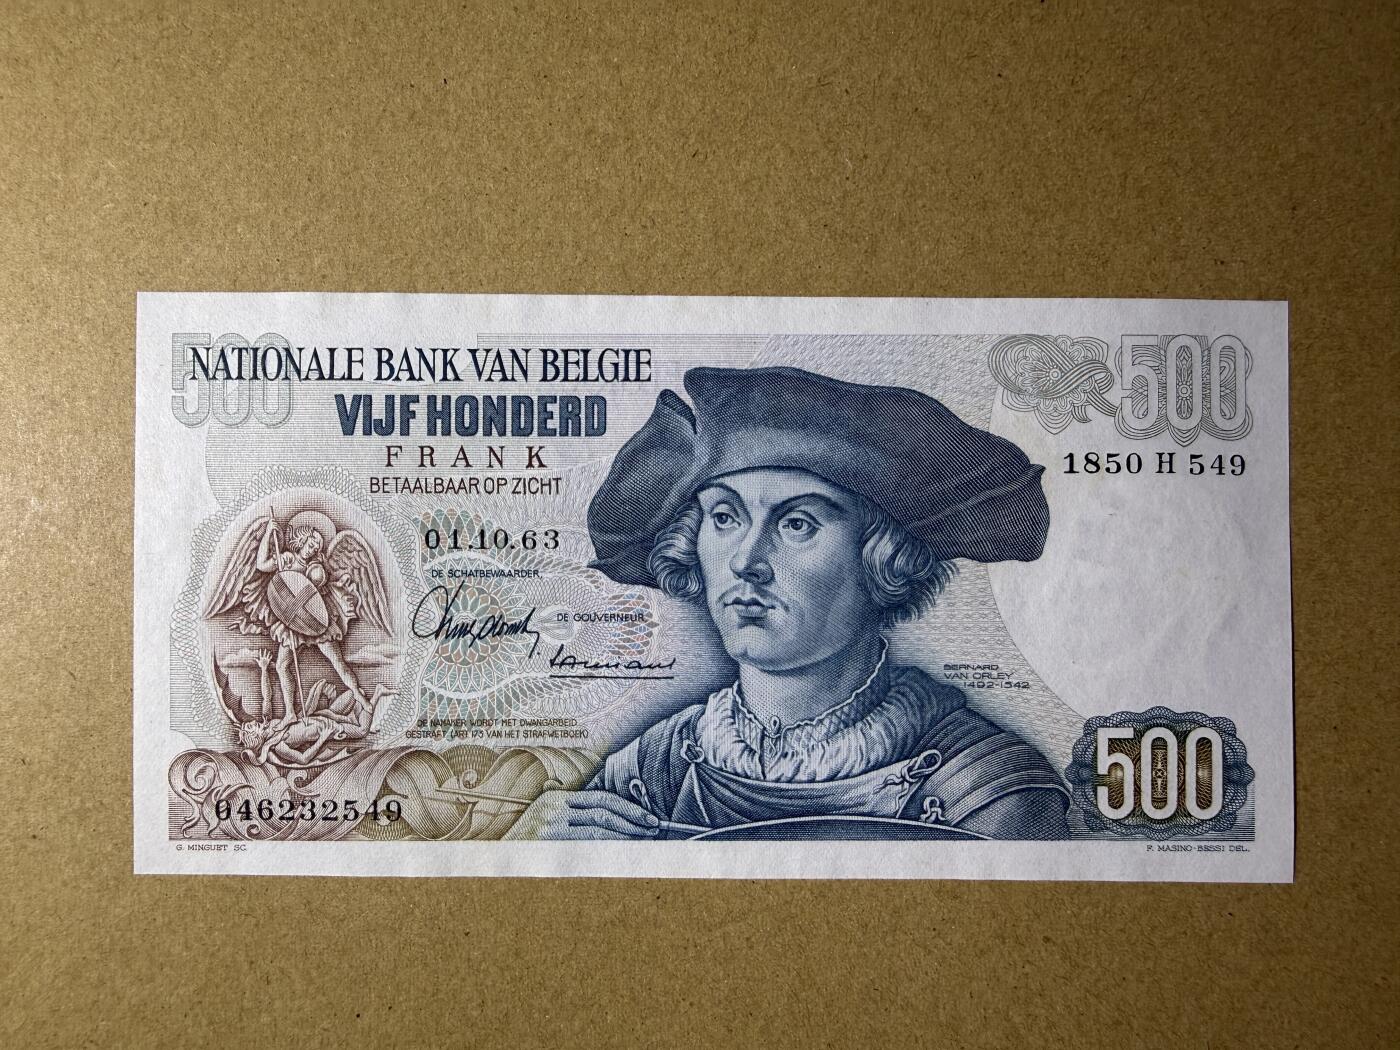 500
500
NATIONALE BANK VAN BELGIE
VIJF HONDERD
FRANK
BETAALBAAR OP ZICHT
1850 H 549
01.10.63
DE SCHATBEWAARDER,
DE GOUVERNEUR,
BERNARD
VAN ORLEY
1492-1542
DE NAMAKER WORDT MET DWANGARBEID
GESTRAFT (ART 173 VAN HET STRAFWETBOEK)
500
046232549
G. MINGUET SC.
F. MASINO-BESSI DEL.